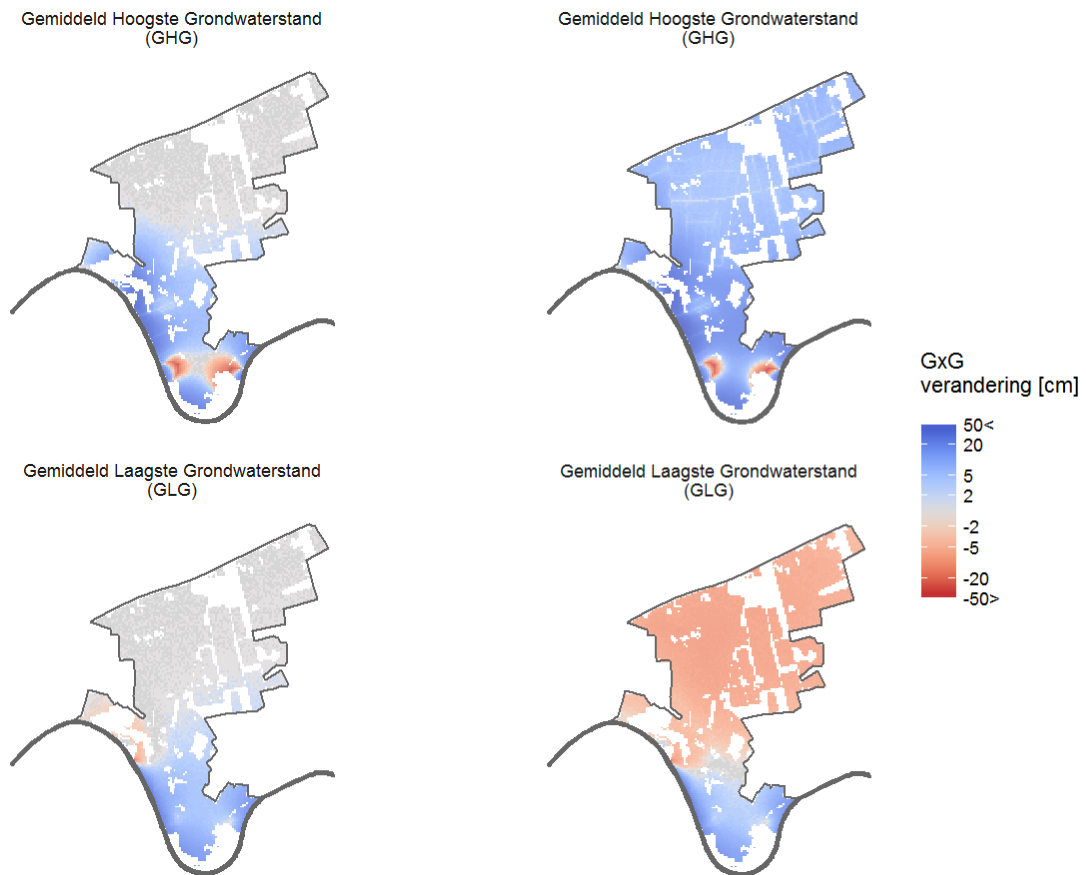 Gemiddeld Hoogste Grondwaterstand
(GHG)
Gemiddeld Hoogste Grondwaterstand
(GHG)
GxG
verandering [cm]
50<
20
5
2
-2
-5
-20
-50>
Gemiddeld Laagste Grondwaterstand
(GLG)
Gemiddeld Laagste Grondwaterstand
(GLG)